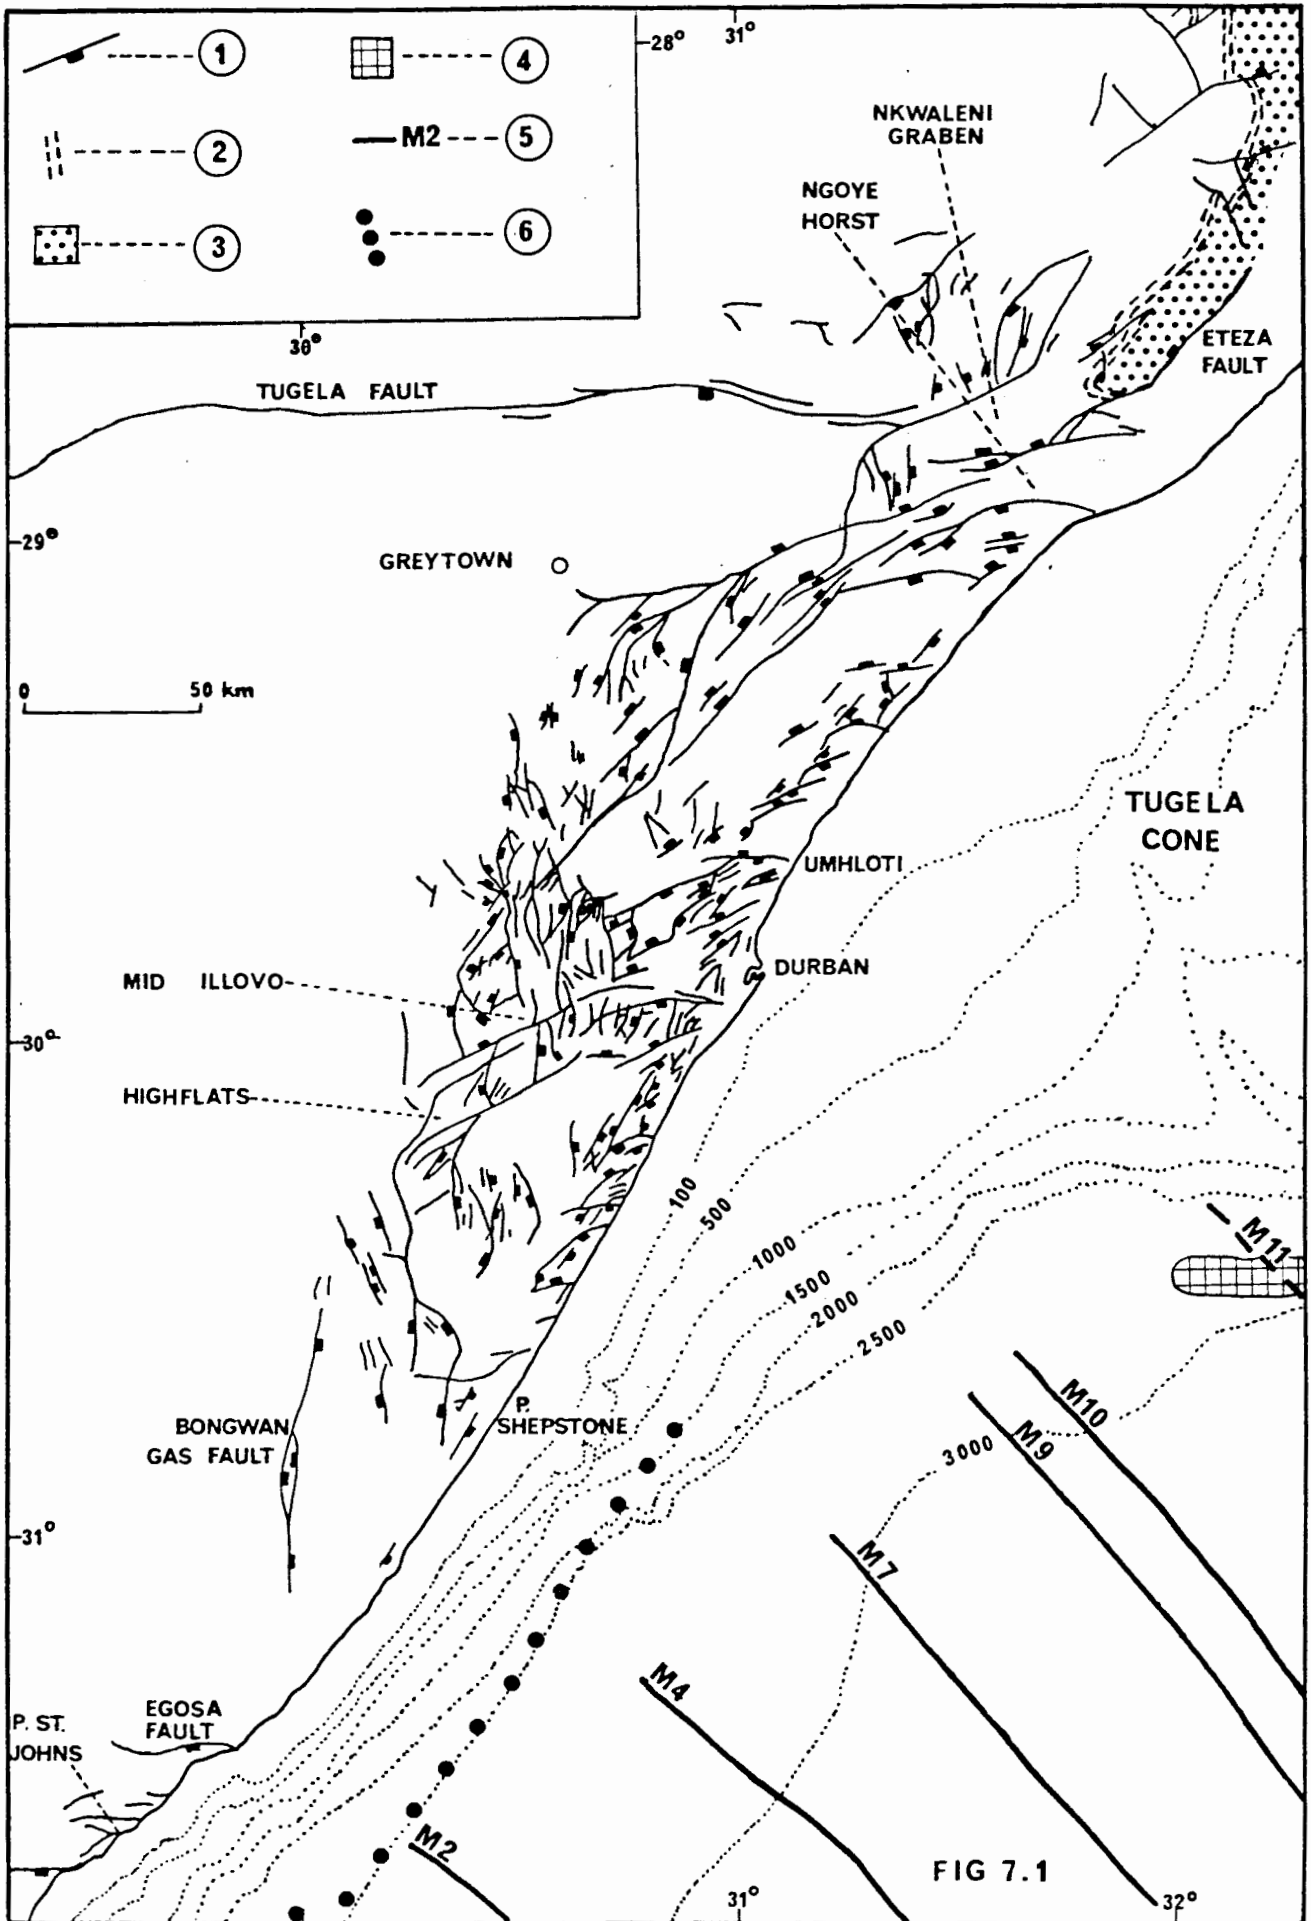 1
4
2
M2
5
3
6
28°
31°
NKWALENI
GRABEN
NGOYE
HORST
30°
TUGELA FAULT
ETEZA
FAULT
29°
GREYTOWN
0
50 km
TUGELA
CONE
UMHLOTI
DURBAN
MID ILLOVO
30°
HIGHFLATS
100
500
1000
1500
2000
2500
M11
M10
M9
3000
P.
SHEPSTONE
BONGWAN
GAS FAULT
31°
M7
M4
EGOSA
FAULT
P. ST.
JOHNS
M2
FIG 7.1
31°
32°